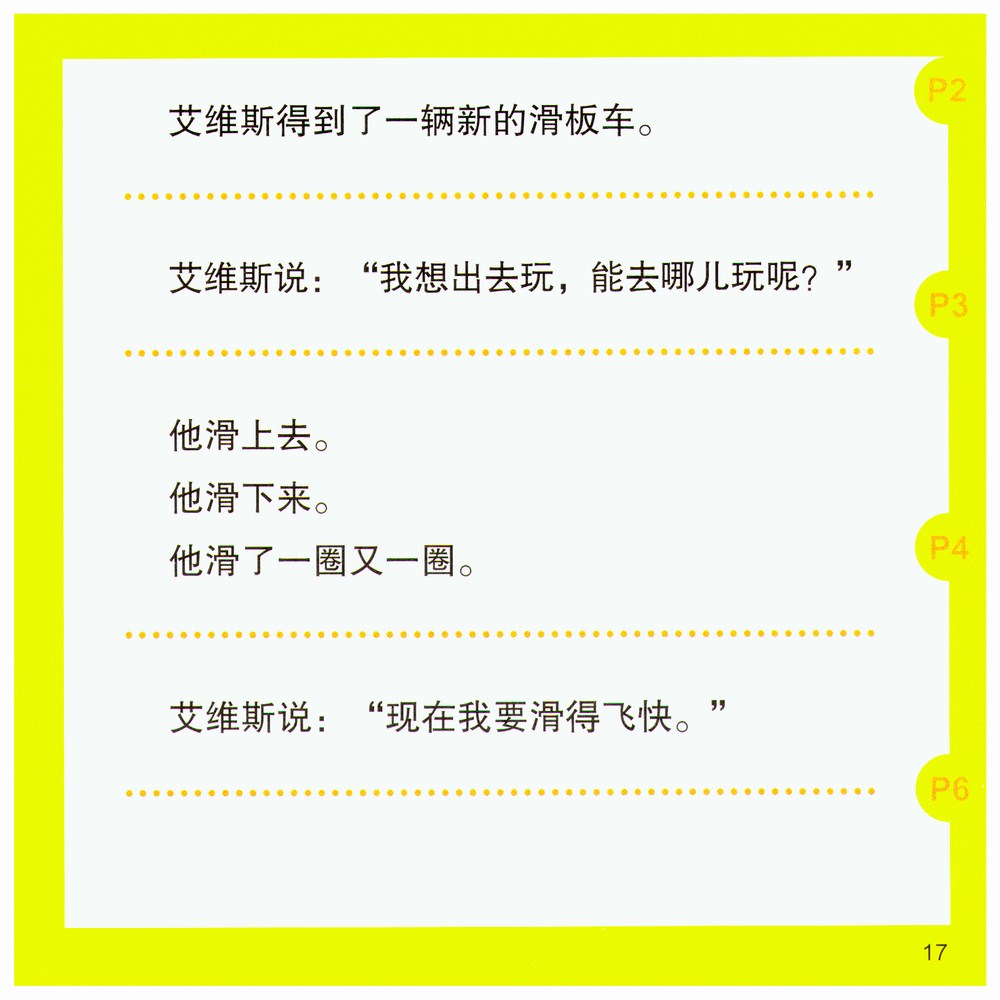 艾维斯得到了一辆新的滑板车。
P2
艾维斯说：“我想出去玩，能去哪儿玩呢？”
P3
他滑上去。
他滑下来。
他滑了一圈又一圈。
P4
艾维斯说：“现在我要滑得飞快。”
P6
17